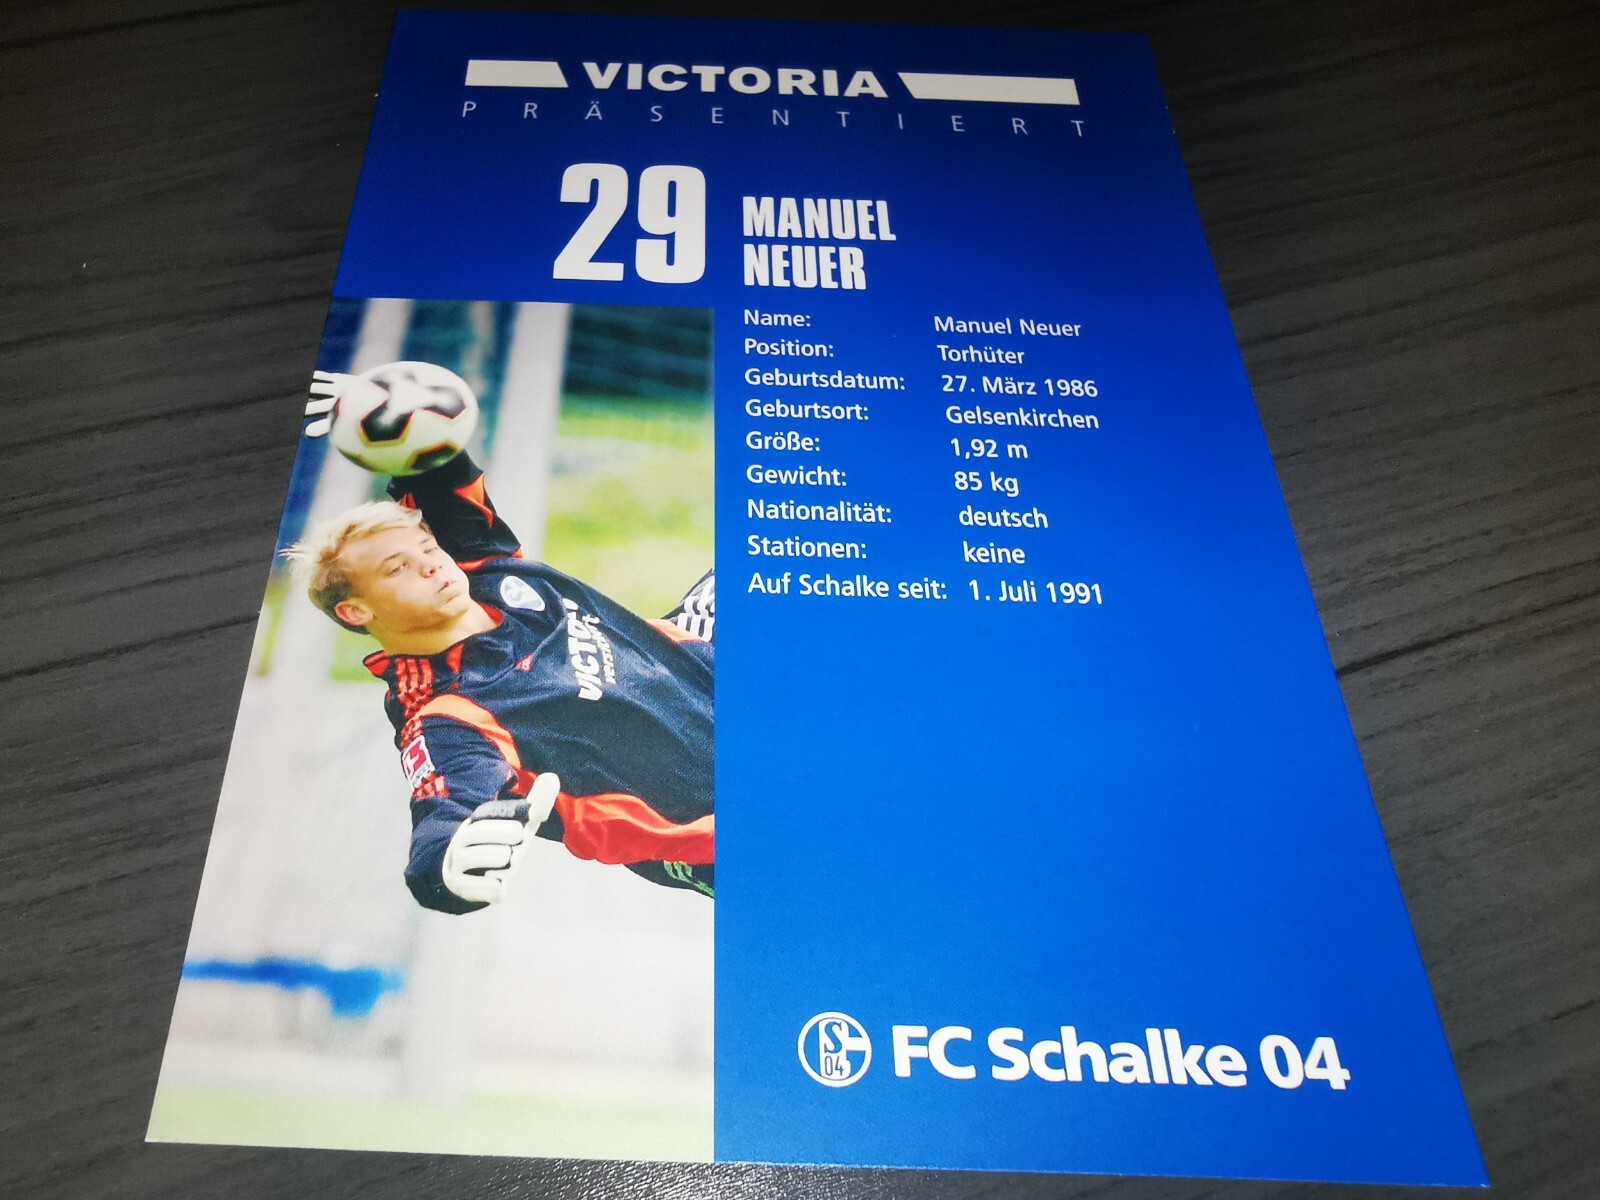 VICTORIA
PRÄSENTIERT
29
MANUEL
NEUER
Name: Manuel Neuer
Position: Torhüter
Geburtsdatum: 27. März 1986
Geburtsort: Gelsenkirchen
Größe: 1,92 m
Gewicht: 85 kg
Nationalität: deutsch
Stationen: keine
Auf Schalke seit: 1. Juli 1991
S
04
FC Schalke 04